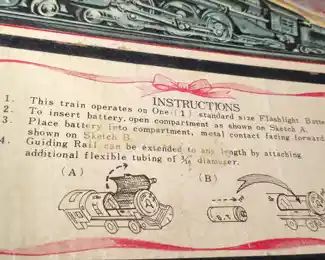 INSTRUCTIONS
1. This train operates on One (1) standard size Flashlight
2. To insert battery, open compartment as shown on Sketch A.
3. Place battery into compartment, metal contact facing forward
shown on Sketch B.
4. Guiding Rail can be extended to any length by attaching
additional flexible tubing of diameter.
(A) (B)